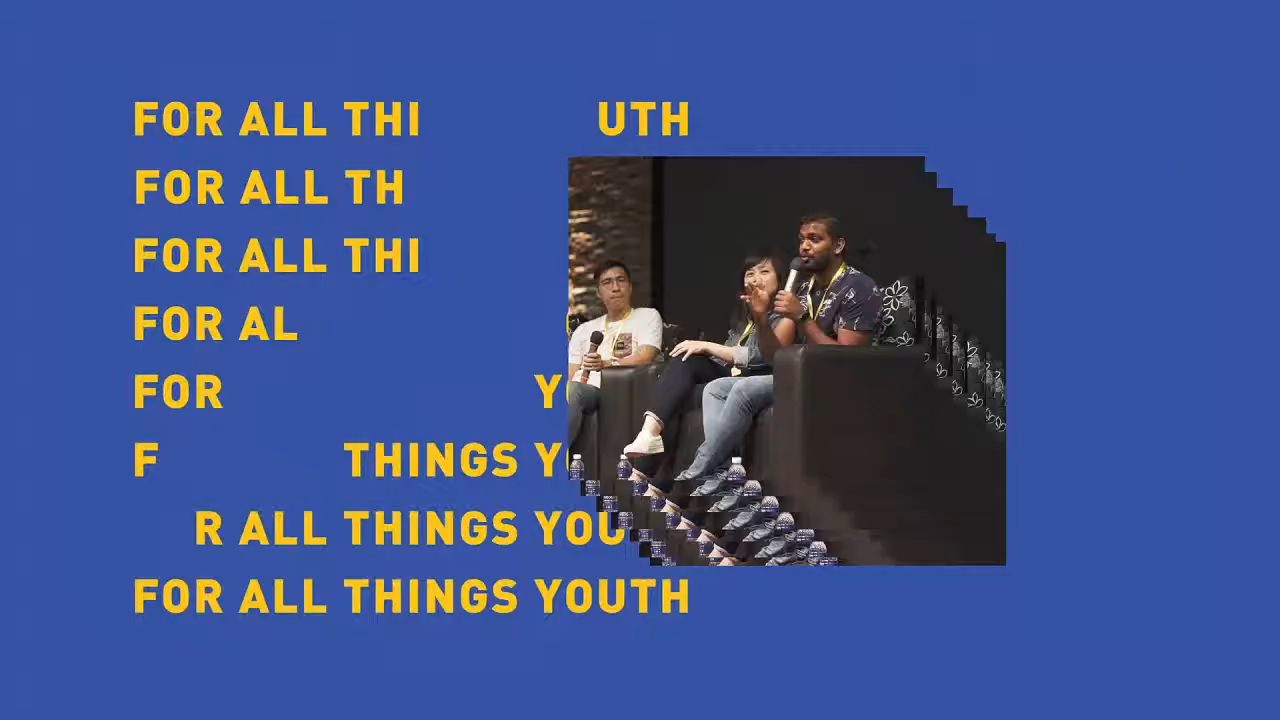 FOR ALL THI UTH
FOR ALL TH
FOR ALL THI
FOR AL
FOR Y
F THINGS Y
R ALL THINGS YOU
FOR ALL THINGS YOUTH